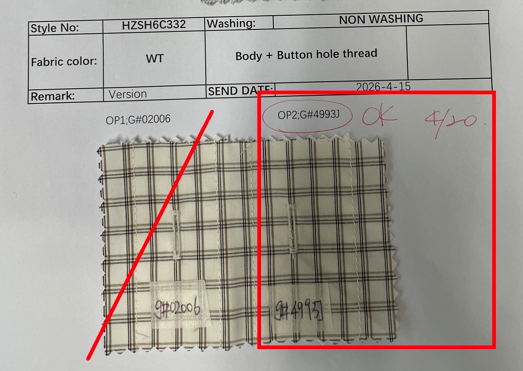 Style No: HZSH6C332 Washing: NON WASHING
Fabric color: WT Body + Button hole thread
Remark: Version SEND DATE: 2026-4-15
OP1;G#02006 OP2;G#4993J OK 4/20.
g#02006 g#4993J